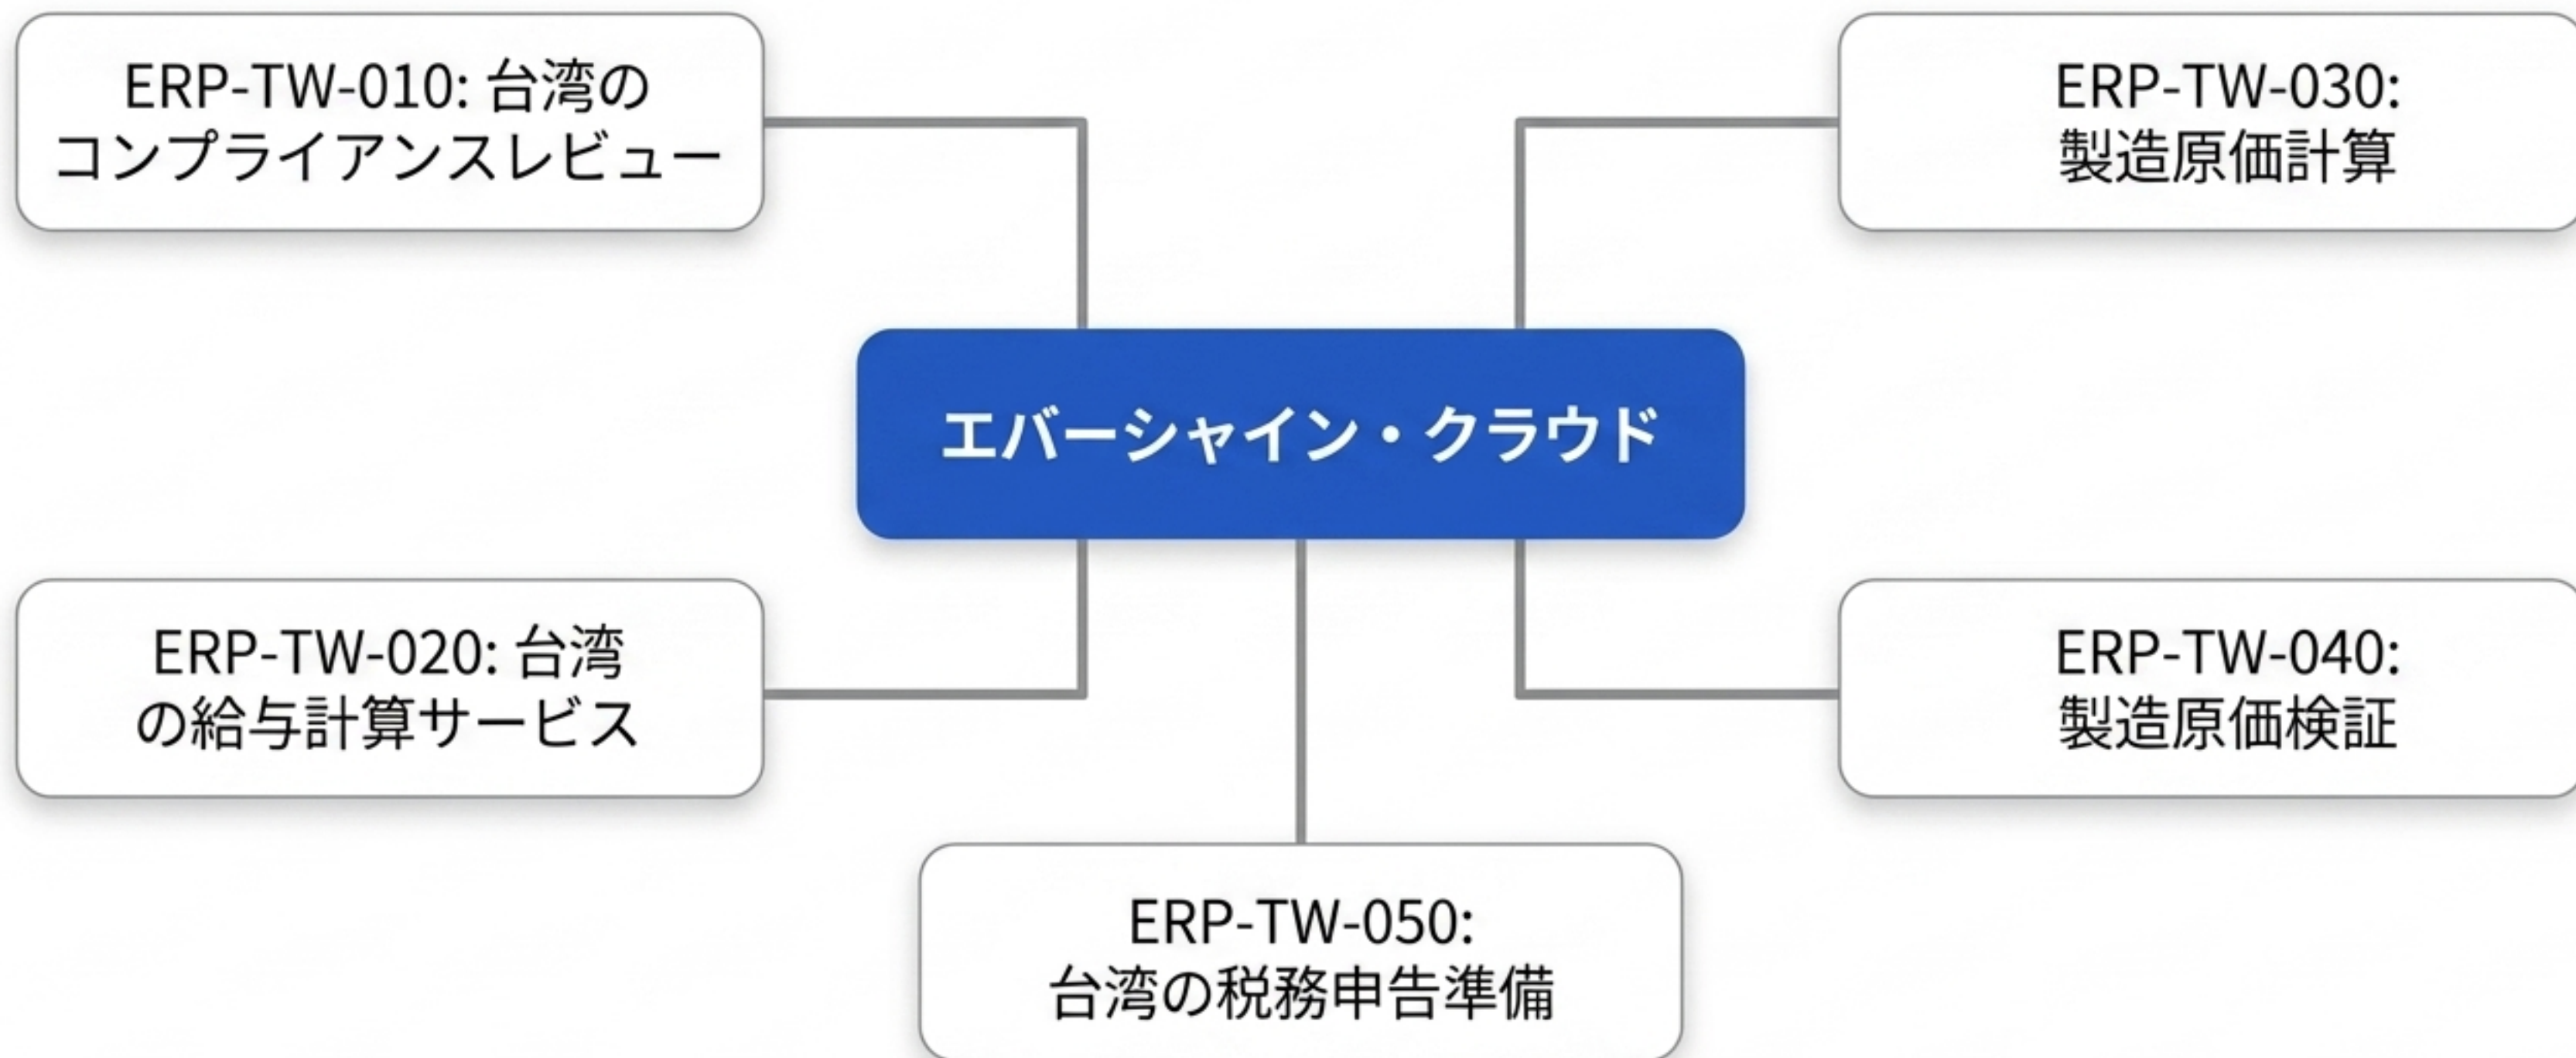 ERP-TW-010: 台湾の
コンプライアンスレビュー
ERP-TW-030:
製造原価計算
エバーシャイン・クラウド
ERP-TW-020: 台湾
の給与計算サービス
ERP-TW-040:
製造原価検証
ERP-TW-050:
台湾の税務申告準備